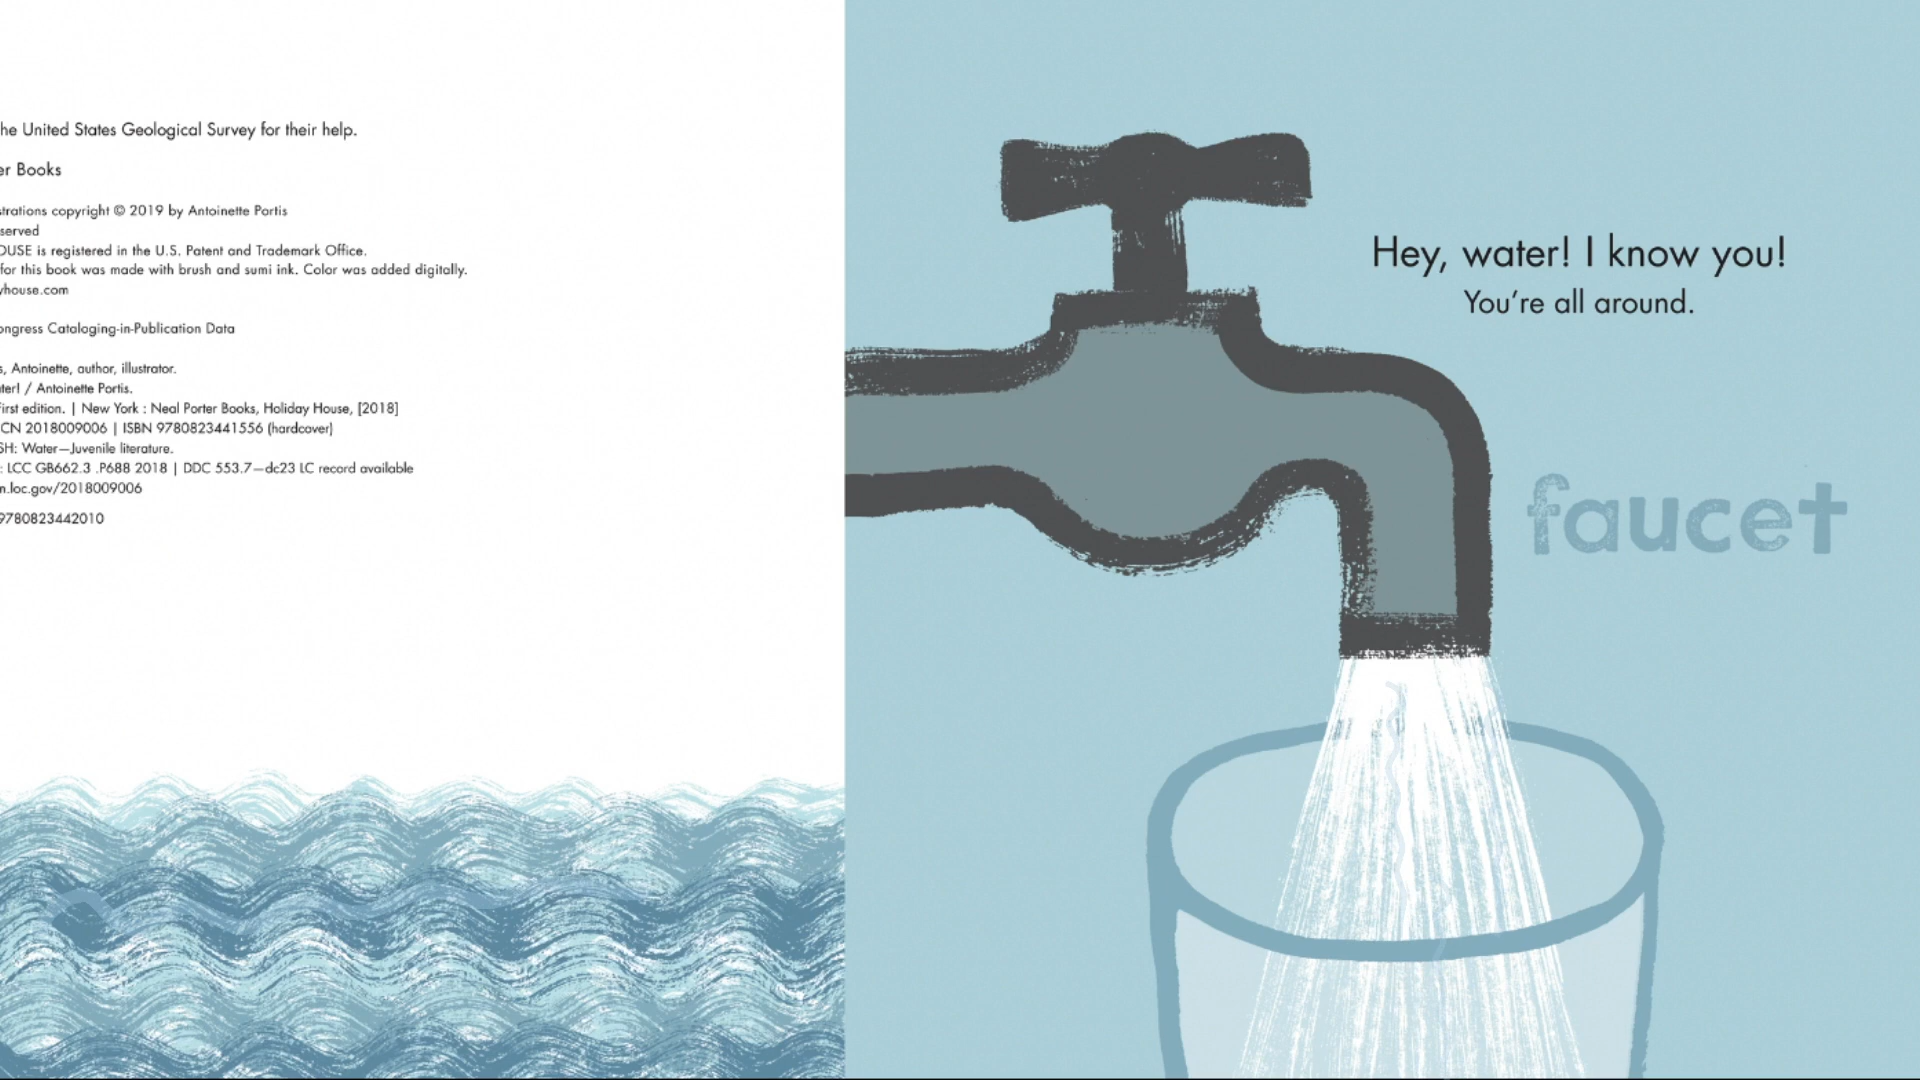 he United States Geological Survey for their help.
er Books
strations copyright © 2019 by Antoinette Portis
served
OUSE is registered in the U.S. Patent and Trademark Office.
for this book was made with brush and sumi ink. Color was added digitally.
yhouse.com
ongress Cataloging-in-Publication Data
s, Antoinette, author, illustrator.
ater! / Antoinette Portis.
First edition. | New York : Neal Porter Books, Holiday House, [2018]
CN 2018009006 | ISBN 9780823441556 (hardcover)
SH: Water—Juvenile literature.
: LCC GB662.3 .P688 2018 | DDC 553.7—dc23 LC record available
n.loc.gov/2018009006
9780823442010
Hey, water! I know you!
You're all around.
faucet